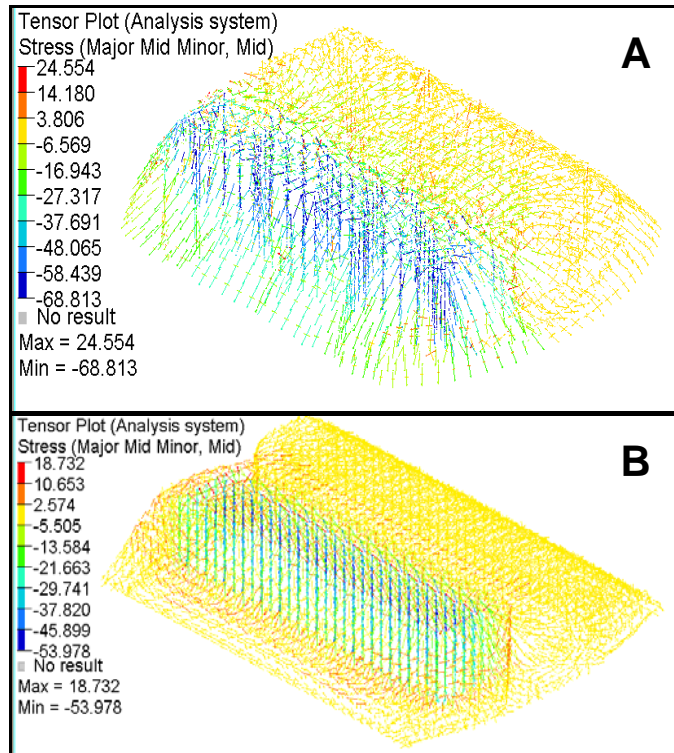 Tensor Plot (Analysis system)
Stress (Major Mid Minor, Mid)
24.554
14.180
3.806
-6.569
-16.943
-27.317
-37.691
-48.065
-58.439
-68.813
No result
Max = 24.554
Min = -68.813
A
Tensor Plot (Analysis system)
Stress (Major Mid Minor, Mid)
18.732
10.653
2.574
-5.505
-13.584
-21.663
-29.741
-37.820
-45.899
-53.978
No result
Max = 18.732
Min = -53.978
B